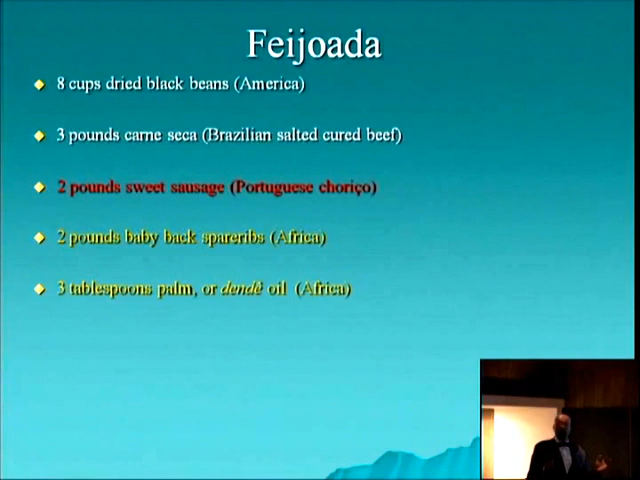 Feijoada
8 cups dried black beans (America)
3 pounds carne seca (Brazilian salted cured beef)
2 pounds sweet sausage (Portuguese choriço)
2 pounds baby back spareribs (Africa)
3 tablespoons palm, or dendê oil (Africa)